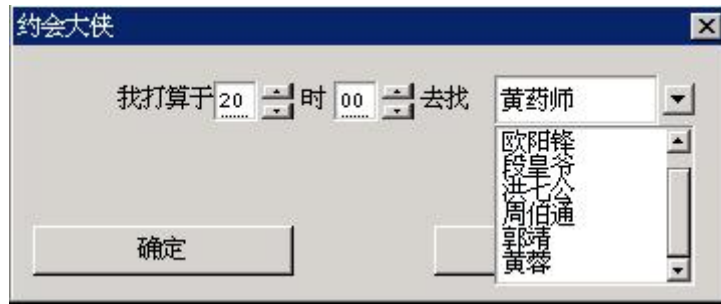 约会大侠
我打算于 20 时 00 去找 黄药师
欧阳锋
段皇爷
洪七公
周伯通
郭靖
黄蓉
确定